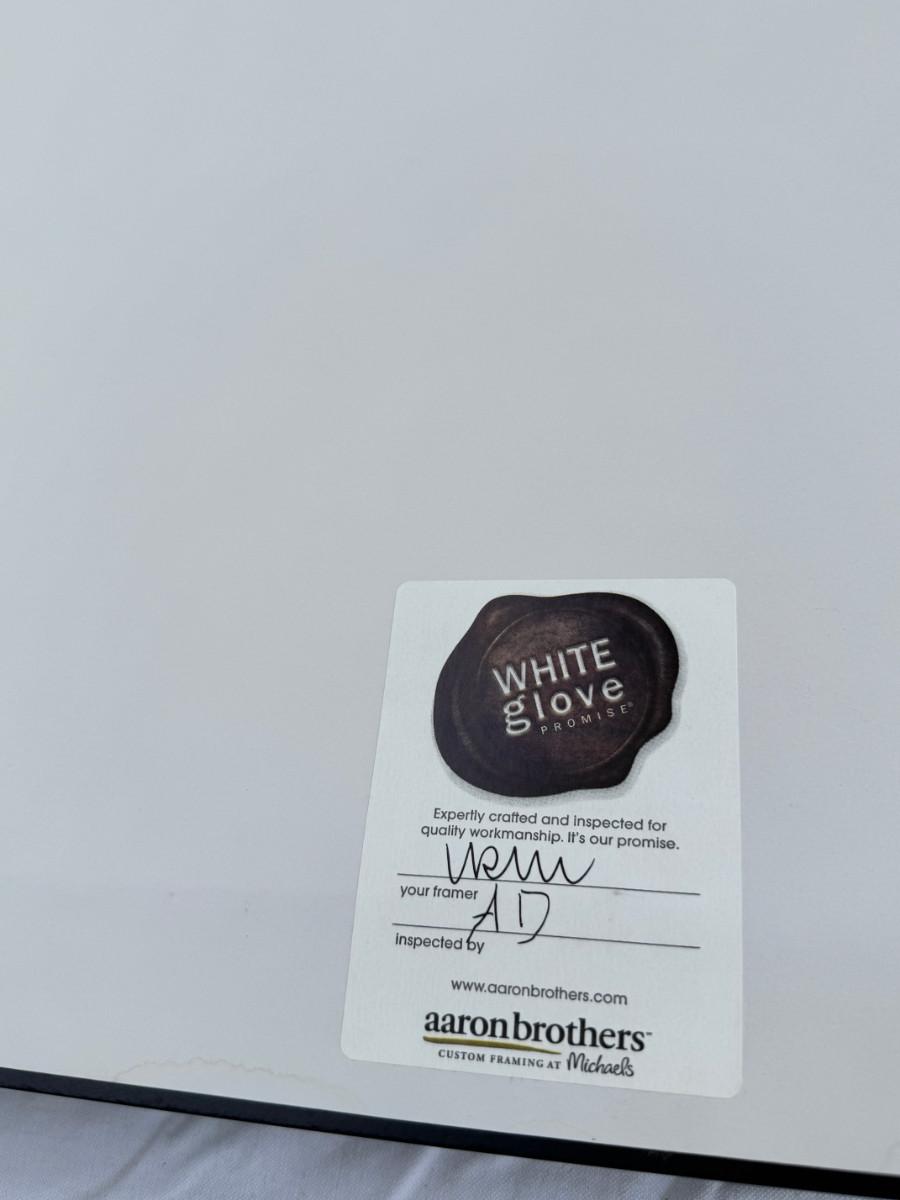 WHITE
glove
PROMISE®
Expertly crafted and inspected for
quality workmanship. It's our promise.
your framer
AD
inspected by
www.aaronbrothers.com
aaronbrothers™
CUSTOM FRAMING AT Michaels